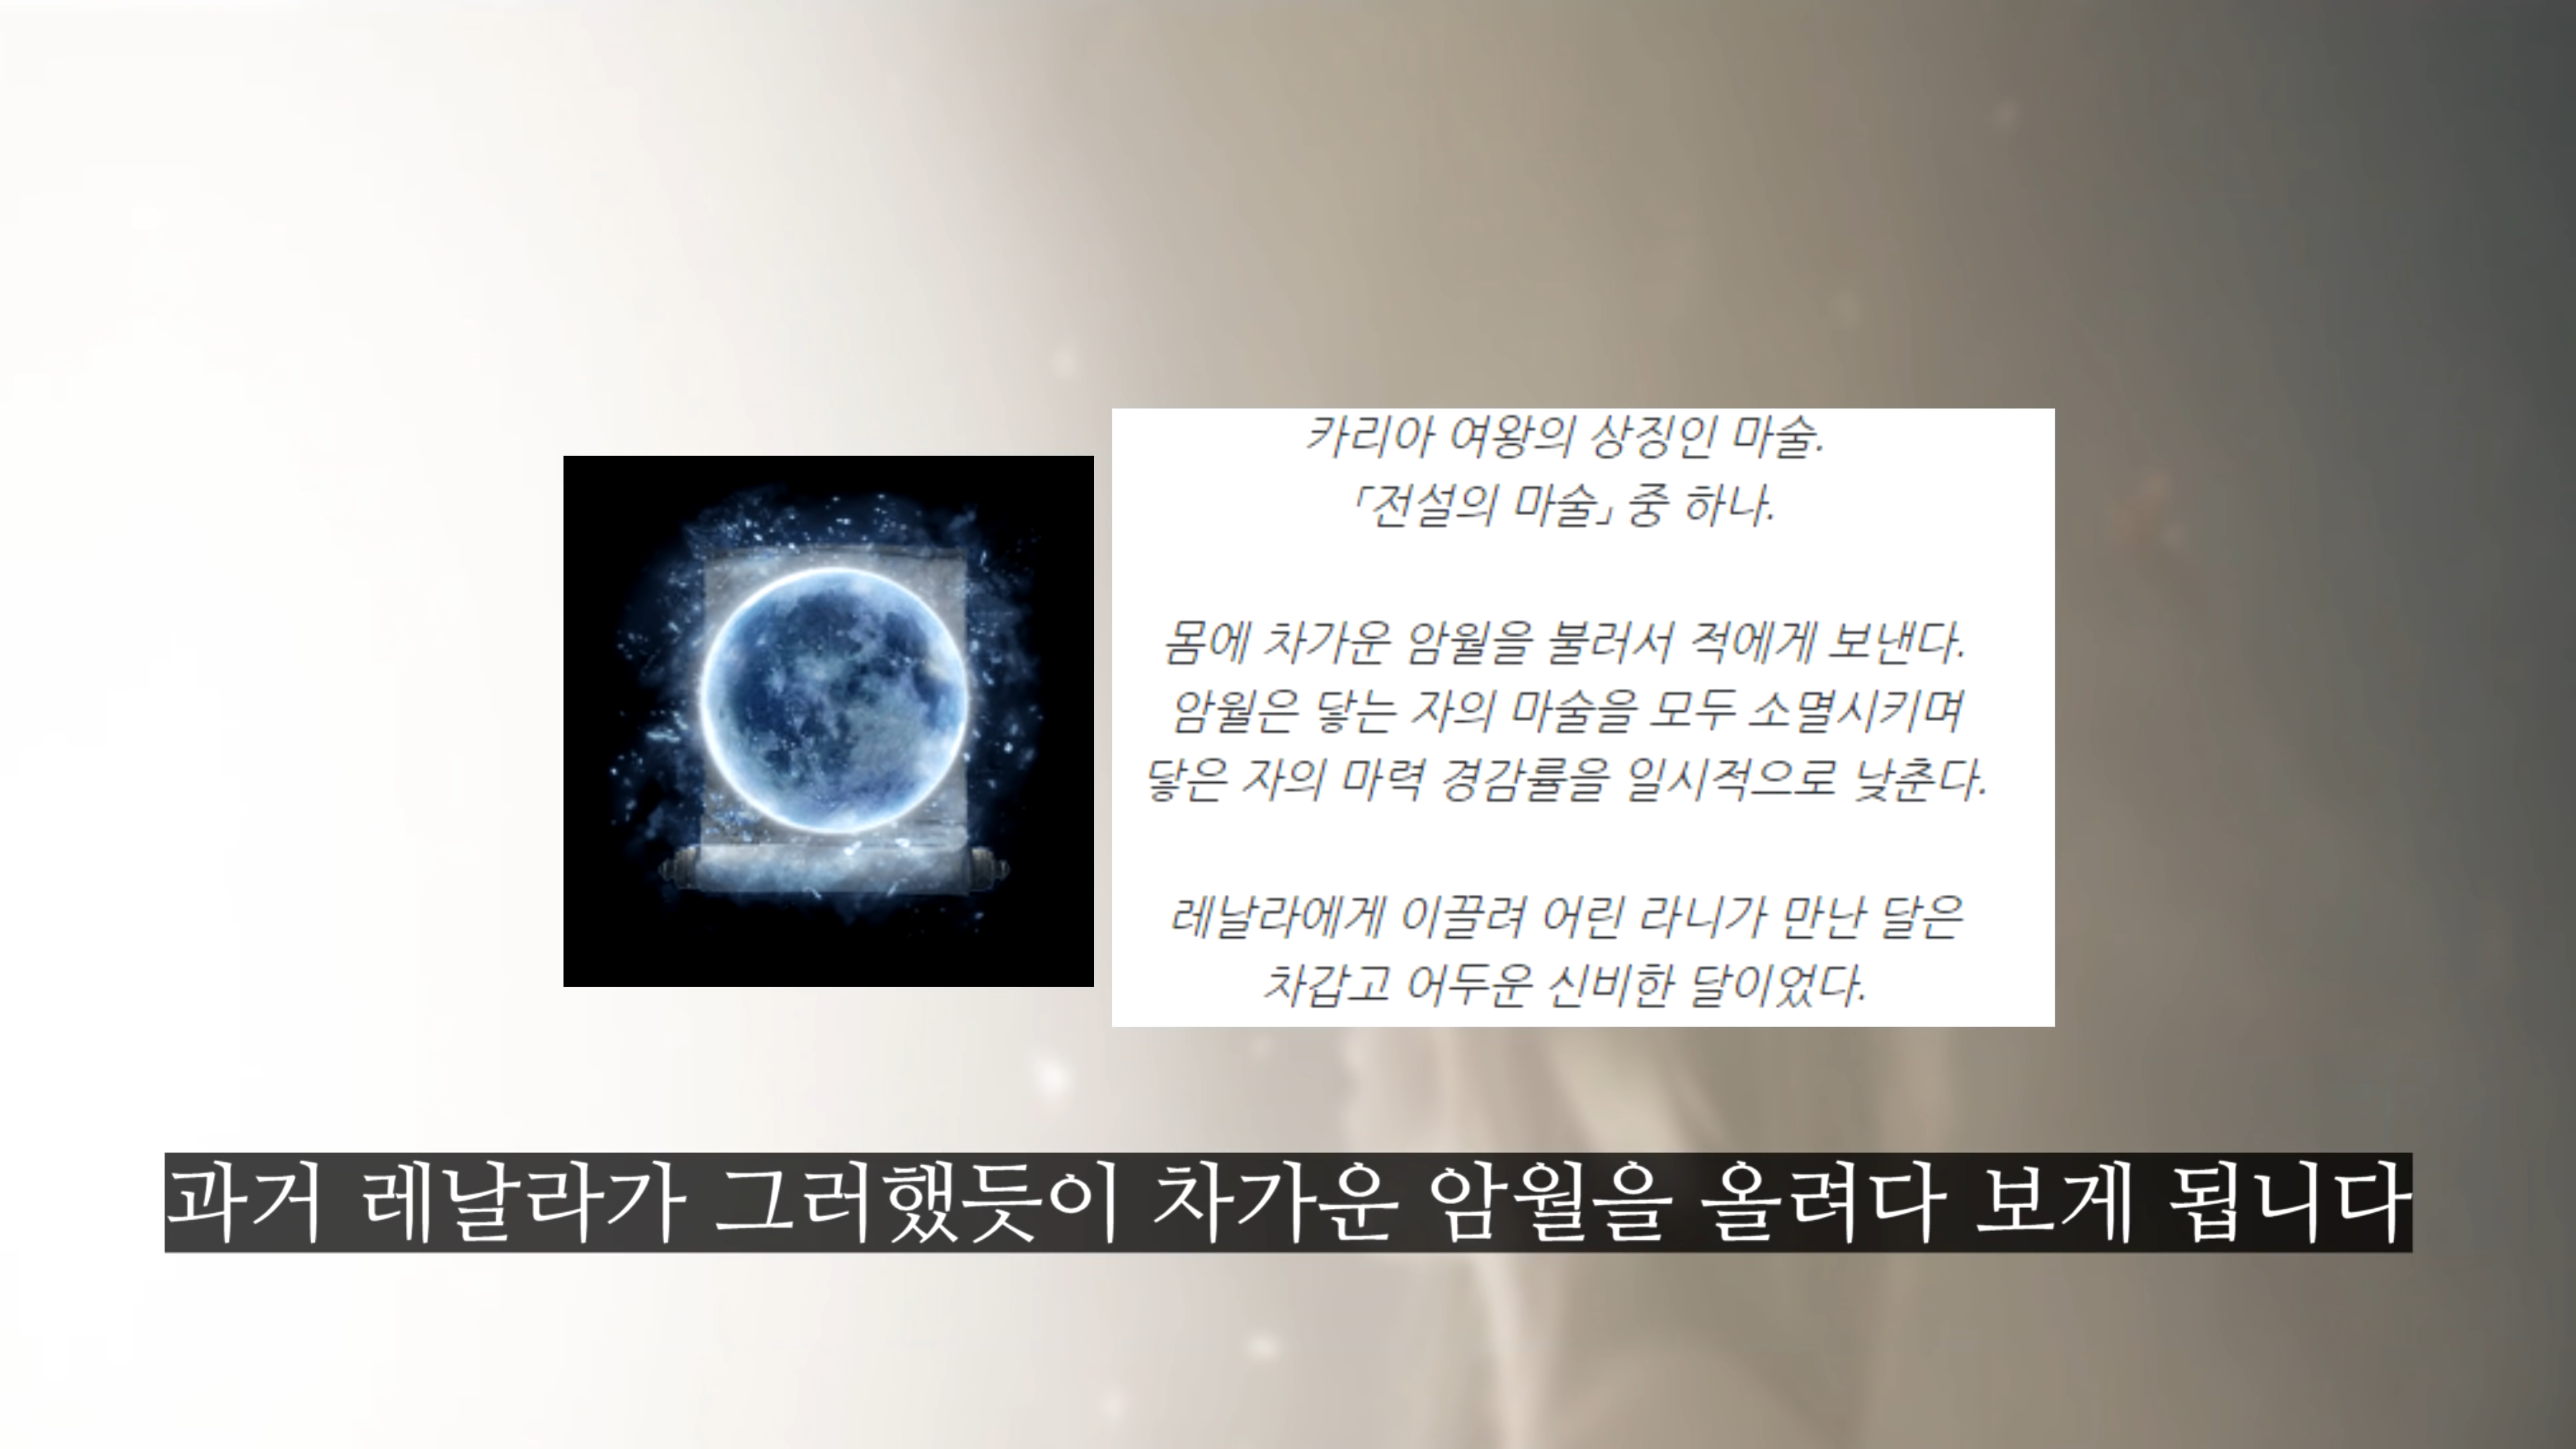 카리아 여왕의 상징인 마술.
「전설의 마술」 중 하나.
몸에 차가운 암월을 불러서 적에게 보낸다.
암월은 닿는 자의 마술을 모두 소멸시키며
닿은 자의 마력 경감률을 일시적으로 낮춘다.
레날라에게 이끌려 어린 라니가 만난 달은
차갑고 어두운 신비한 달이었다.
과거 레날라가 그러했듯이 차가운 암월을 올려다 보게 됩니다